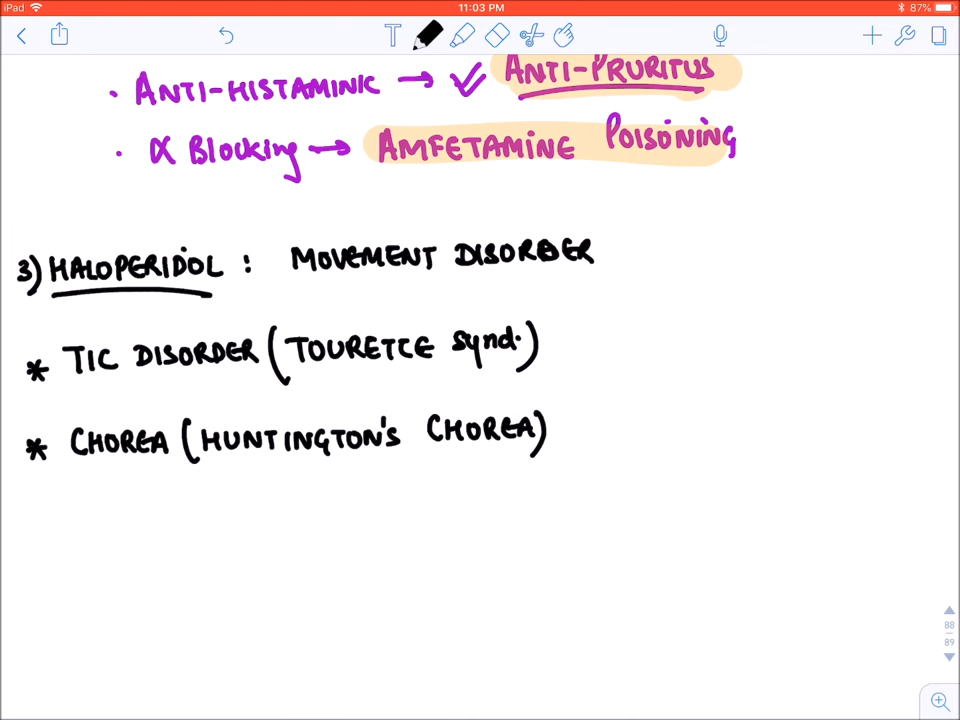 iPad 11:03 PM 87%
T
• ANTI-HISTAMINIC → ✓ ANTI-PRURITUS
• α Blocking → AMFETAMINE POISONING
3) HALOPERIDOL : MOVEMENT DISORDER
* TIC DISORDER (TOURETTE Synd.)
* CHOREA (HUNTINGTON'S CHOREA)
88
89